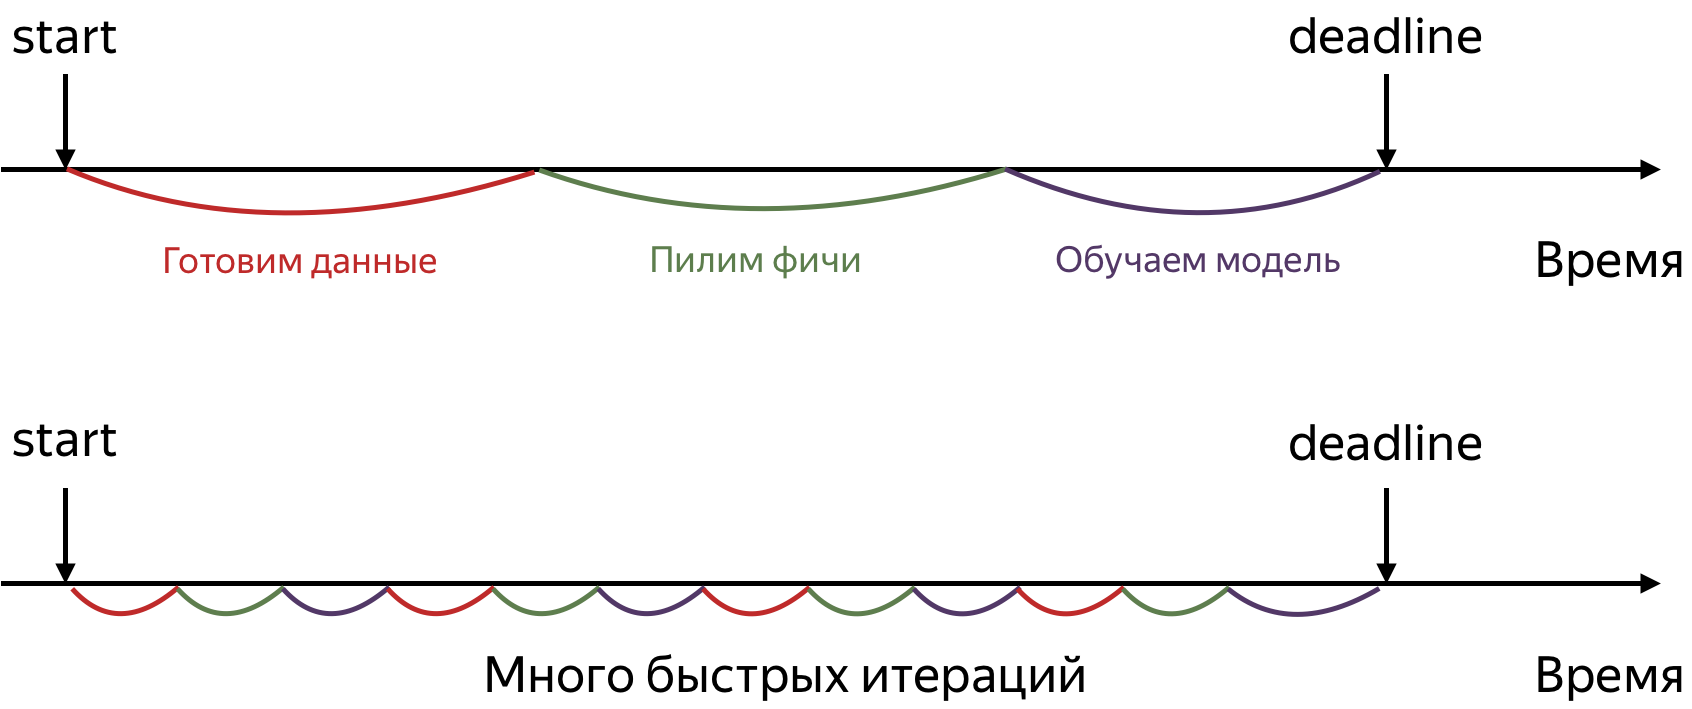 start
deadline
Готовим данные
Пилим фичи
Обучаем модель
Время
start
deadline
Много быстрых итераций
Время